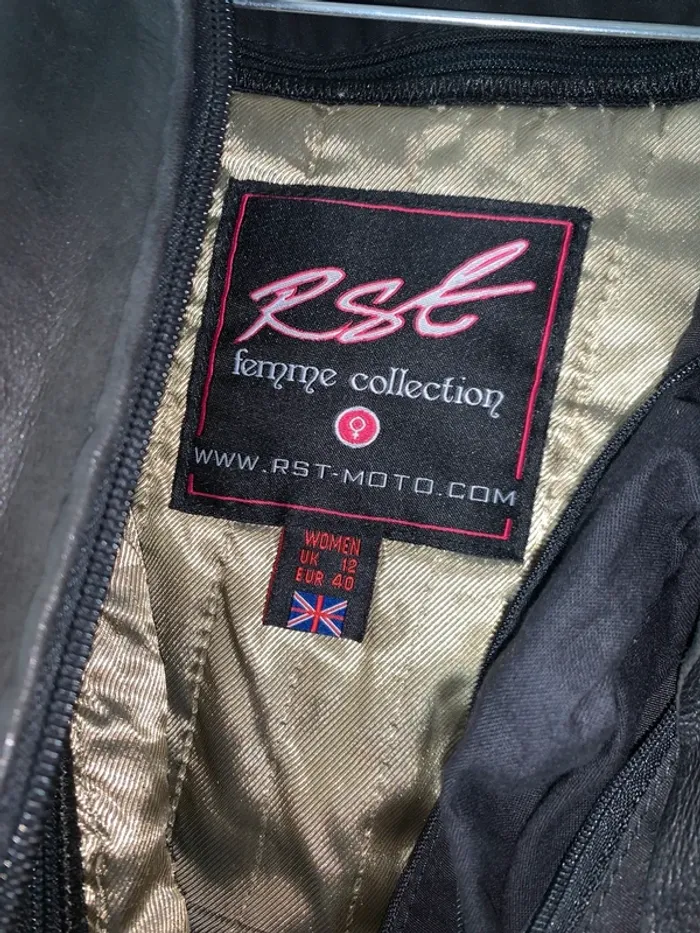 Rst
femme collection
WWW.RST-MOTO.COM
WOMEN
UK 12
EUR 40